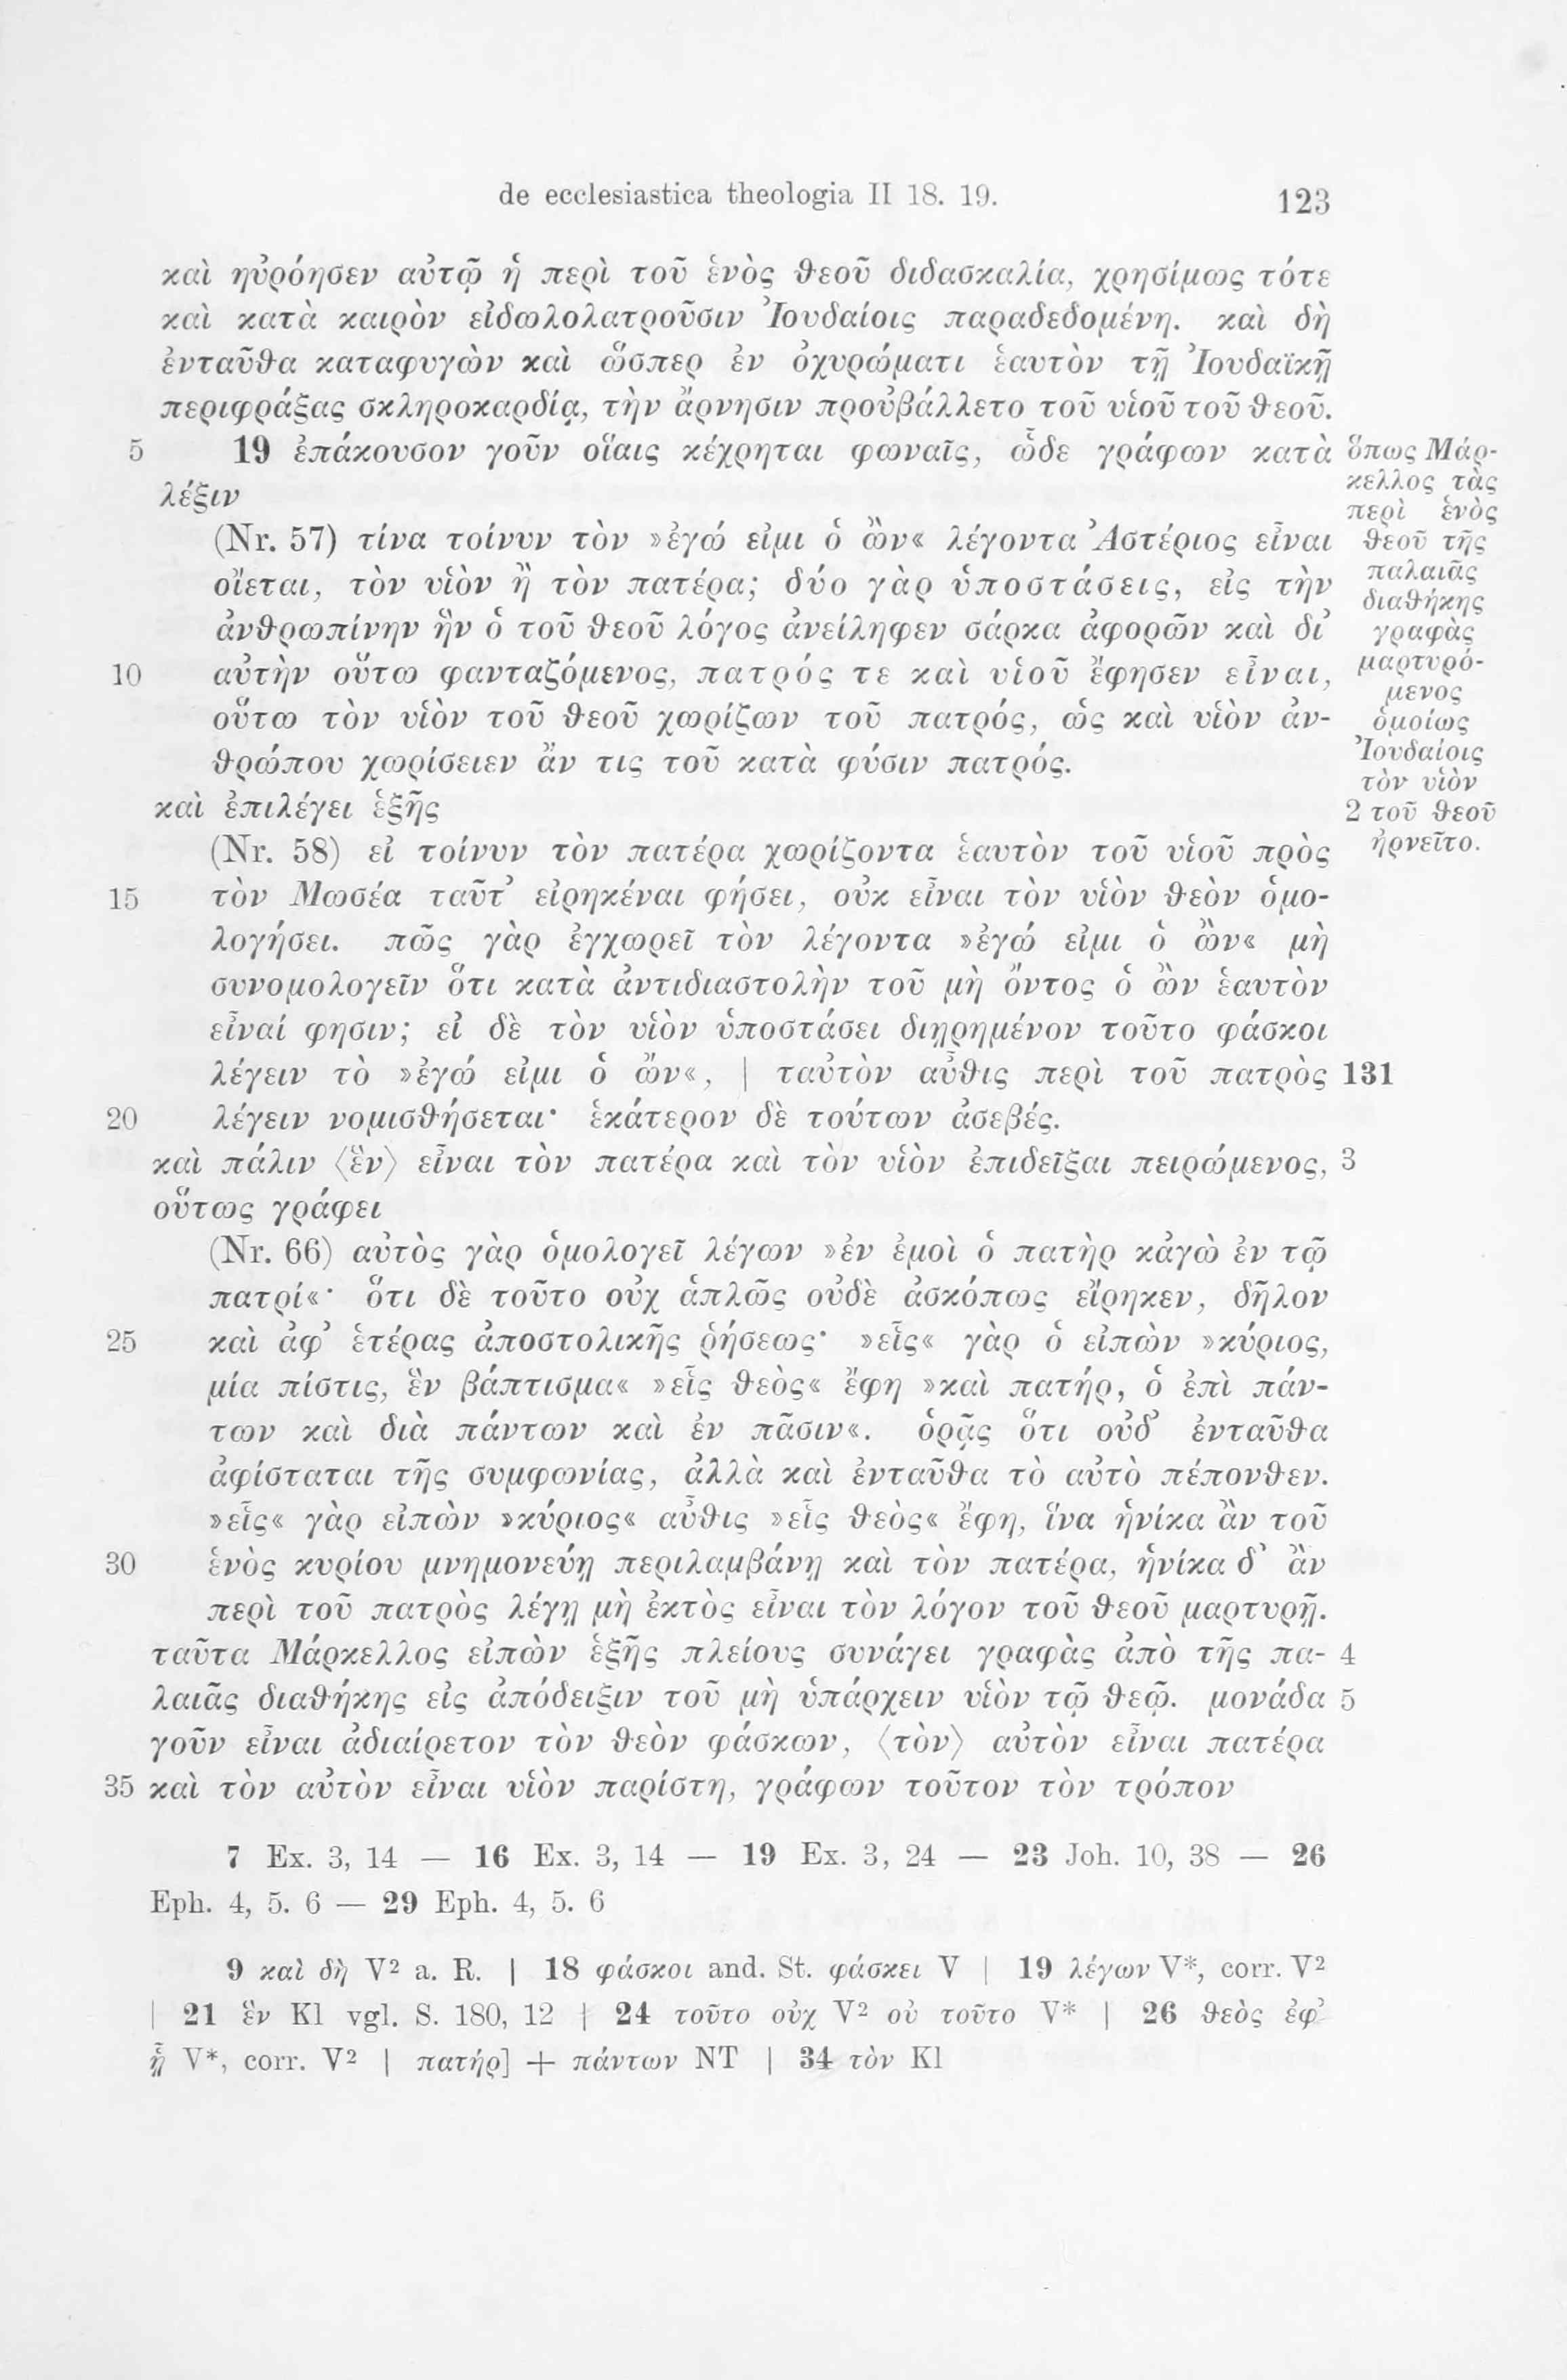 de ecclesiastica theologia II 18. 19. 123
καὶ ηὑρόησεν αὐτῷ ἡ περὶ τοῦ ἑνὸς θεοῦ διδασκαλία, χρησίμως τότε
καὶ κατὰ καιρὸν εἰδωλολατροῦσιν Ἰουδαίοις παραδεδομένη. καὶ δὴ
ἐνταῦθα καταφυγὼν καὶ ὥσπερ ἐν ὀχυρώματι ἑαυτὸν τῇ Ἰουδαϊκῇ
περιφράξας σκληροκαρδίᾳ, τὴν ἄρνησιν προὐβάλλετο τοῦ υἱοῦ τοῦ θεοῦ.
5 19 ἐπάκουσον γοῦν οἵαις κέχρηται φωναῖς, ὧδε γράφων κατὰ
λέξιν
(Nr. 57) τίνα τοίνυν τὸν »ἐγώ εἰμι ὁ ὢν« λέγοντα Ἀστέριος εἶναι
οἴεται, τὸν υἱὸν ἢ τὸν πατέρα; δύο γὰρ ὑποστάσεις, εἰς τὴν
ἀνθρωπίνην ἣν ὁ τοῦ θεοῦ λόγος ἀνείληφεν σάρκα ἀφορῶν καὶ δι᾽
10 αὐτὴν οὕτω φανταζόμενος, πατρός τε καὶ υἱοῦ ἔφησεν εἶναι,
οὕτω τὸν υἱὸν τοῦ θεοῦ χωρίζων τοῦ πατρός, ὡς καὶ υἱὸν ἀν-
θρώπου χωρίσειεν ἄν τις τοῦ κατὰ φύσιν πατρός.
καὶ ἐπιλέγει ἑξῆς
(Nr. 58) εἰ τοίνυν τὸν πατέρα χωρίζοντα ἑαυτὸν τοῦ υἱοῦ πρὸς
15 τὸν Μωσέα ταῦτ᾽ εἰρηκέναι φήσει, οὐκ εἶναι τὸν υἱὸν θεὸν ὁμο-
λογήσει. πῶς γὰρ ἐγχωρεῖ τὸν λέγοντα »ἐγώ εἰμι ὁ ὢν« μὴ
συνομολογεῖν ὅτι κατὰ ἀντιδιαστολὴν τοῦ μὴ ὄντος ὁ ὢν ἑαυτὸν
εἶναί φησιν; εἰ δὲ τὸν υἱὸν ὑποστάσει διῃρημένον τοῦτο φάσκοι
λέγειν τὸ »ἐγώ εἰμι ὁ ὤν«, | ταὐτὸν αὖθις περὶ τοῦ πατρὸς 131
20 λέγειν νομισθήσεται· ἑκάτερον δὲ τούτων ἀσεβές.
καὶ πάλιν ⟨ἓν⟩ εἶναι τὸν πατέρα καὶ τὸν υἱὸν ἐπιδεῖξαι πειρώμενος, 3
οὕτως γράφει
(Nr. 66) αὐτὸς γὰρ ὁμολογεῖ λέγων »ἐν ἐμοὶ ὁ πατὴρ κἀγὼ ἐν τῷ
πατρί«· ὅτι δὲ τοῦτο οὐχ ἁπλῶς οὐδὲ ἀσκόπως εἴρηκεν, δῆλον
25 καὶ ἀφ᾽ ἑτέρας ἀποστολικῆς ῥήσεως· »εἷς« γὰρ ὁ εἰπὼν »κύριος,
μία πίστις, ἓν βάπτισμα« »εἷς θεὸς« ἔφη »καὶ πατήρ, ὁ ἐπὶ πάν-
των καὶ διὰ πάντων καὶ ἐν πᾶσιν«. ὁρᾷς ὅτι οὐδ᾽ ἐνταῦθα
ἀφίσταται τῆς συμφωνίας, ἀλλὰ καὶ ἐνταῦθα τὸ αὐτὸ πέπονθεν.
»εἷς« γὰρ εἰπὼν »κύριος« αὖθις »εἷς θεὸς« ἔφη, ἵνα ἡνίκα ἂν τοῦ
30 ἑνὸς κυρίου μνημονεύῃ περιλαμβάνῃ καὶ τὸν πατέρα, ἡνίκα δ᾽ ἂν
περὶ τοῦ πατρὸς λέγῃ μὴ ἐκτὸς εἶναι τὸν λόγον τοῦ θεοῦ μαρτυρῇ.
ταῦτα Μάρκελλος εἰπὼν ἑξῆς πλείους συνάγει γραφὰς ἀπὸ τῆς πα- 4
λαιᾶς διαθήκης εἰς ἀπόδειξιν τοῦ μὴ ὑπάρχειν υἱὸν τῷ θεῷ. μονάδα 5
γοῦν εἶναι ἀδιαίρετον τὸν θεὸν φάσκων, ⟨τὸν⟩ αὐτὸν εἶναι πατέρα
35 καὶ τὸν αὐτὸν εἶναι υἱὸν παρίστη, γράφων τοῦτον τὸν τρόπον
ὅπως Μάρ-
κελλος τὰς
περὶ ἑνὸς
θεοῦ τῆς
παλαιᾶς
διαθήκης
γραφὰς
μαρτυρό-
μενος
ὁμοίως
Ἰουδαίοις
τὸν υἱὸν
2 τοῦ θεοῦ
ἠρνεῖτο.
7 Ex. 3, 14 — 16 Ex. 3, 14 — 19 Ex. 3, 24 — 23 Joh. 10, 38 — 26
Eph. 4, 5. 6 — 29 Eph. 4, 5. 6
9 καὶ δὴ V² a. R. | 18 φάσκοι and. St. φάσκει V | 19 λέγων V*, corr. V²
| 21 ἓν Kl vgl. S. 180, 12 | 24 τοῦτο οὐχ V² οὐ τοῦτο V* | 26 θεὸς ἐφ᾽
ᾗ V*, corr. V² | πατήρ] + πάντων NT | 34 τὸν Kl